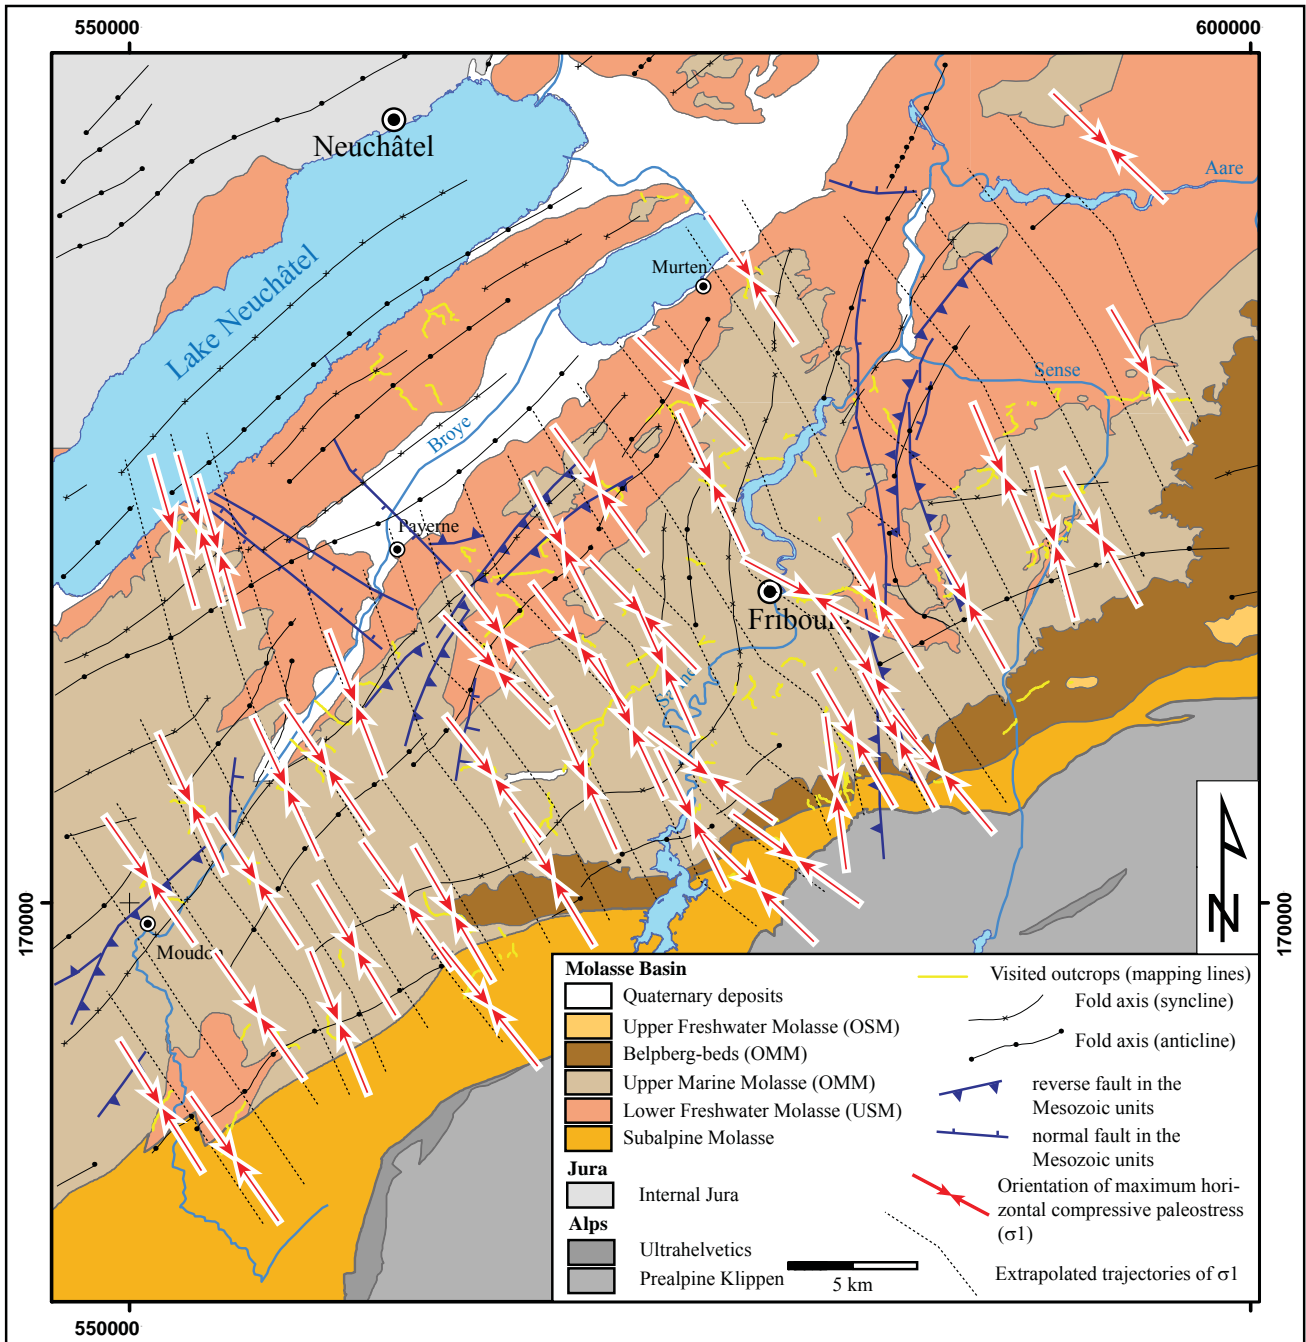 550000
600000
Neuchâtel
Aare
Lake Neuchâtel
Murten
Sense
Broye
Payerne
Fribourg
Sarine
170000
170000
Moudon
N
Molasse Basin
Quaternary deposits
Upper Freshwater Molasse (OSM)
Belpberg-beds (OMM)
Upper Marine Molasse (OMM)
Lower Freshwater Molasse (USM)
Subalpine Molasse
Jura
Internal Jura
Alps
Ultrahelvetics
Prealpine Klippen
Visited outcrops (mapping lines)
Fold axis (syncline)
Fold axis (anticline)
reverse fault in the
Mesozoic units
normal fault in the
Mesozoic units
Orientation of maximum hori-
zontal compressive paleostress
(σ1)
Extrapolated trajectories of σ1
5 km
550000